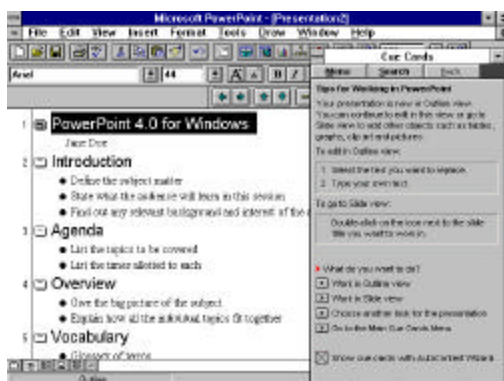 Microsoft PowerPoint - [Presentation2]
File Edit View Insert Format Tools Draw Window Help
Arial 44
1 PowerPoint 4.0 for Windows
Jane Doe
2 Introduction
Define the subject matter
State what the audience will learn in this session
Find out any relevant background and interest of the
3 Agenda
List the topics to be covered
List the times allotted to each
4 Overview
Give the big picture of the subject
Explain how all the individual topics fit together
5 Vocabulary
Glossary of terms
Outline
Cue Cards
Menu Search Back
Tips for Working in PowerPoint
Your presentation is now in Outline view.
You can continue to edit in this view or go to
Slide view to add other objects such as tables,
graphs, clip art and pictures.
To edit in Outline view:
1 Select the text you want to replace.
2 Type your own text.
To go to Slide view:
Double-click on the icon next to the slide
title you want to work in.
What do you want to do?
Work in Outline view
Work in Slide view
Choose another look for the presentation
Go to the Main Cue Cards Menu
Show cue cards with AutoContent Wizard